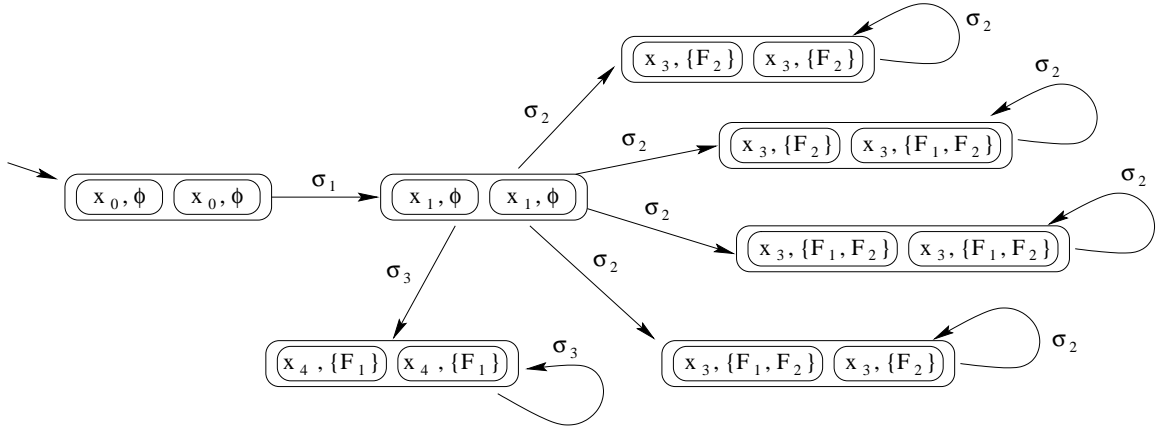 σ₂
x₃, {F₂} x₃, {F₂}
σ₂
σ₂
σ₂
x₃, {F₂} x₃, {F₁, F₂}
σ₂
σ₁
x₀, ϕ x₀, ϕ
x₁, ϕ x₁, ϕ
σ₂
x₃, {F₁, F₂} x₃, {F₁, F₂}
σ₃
σ₂
σ₃
x₄, {F₁} x₄, {F₁}
x₃, {F₁, F₂} x₃, {F₂}
σ₂